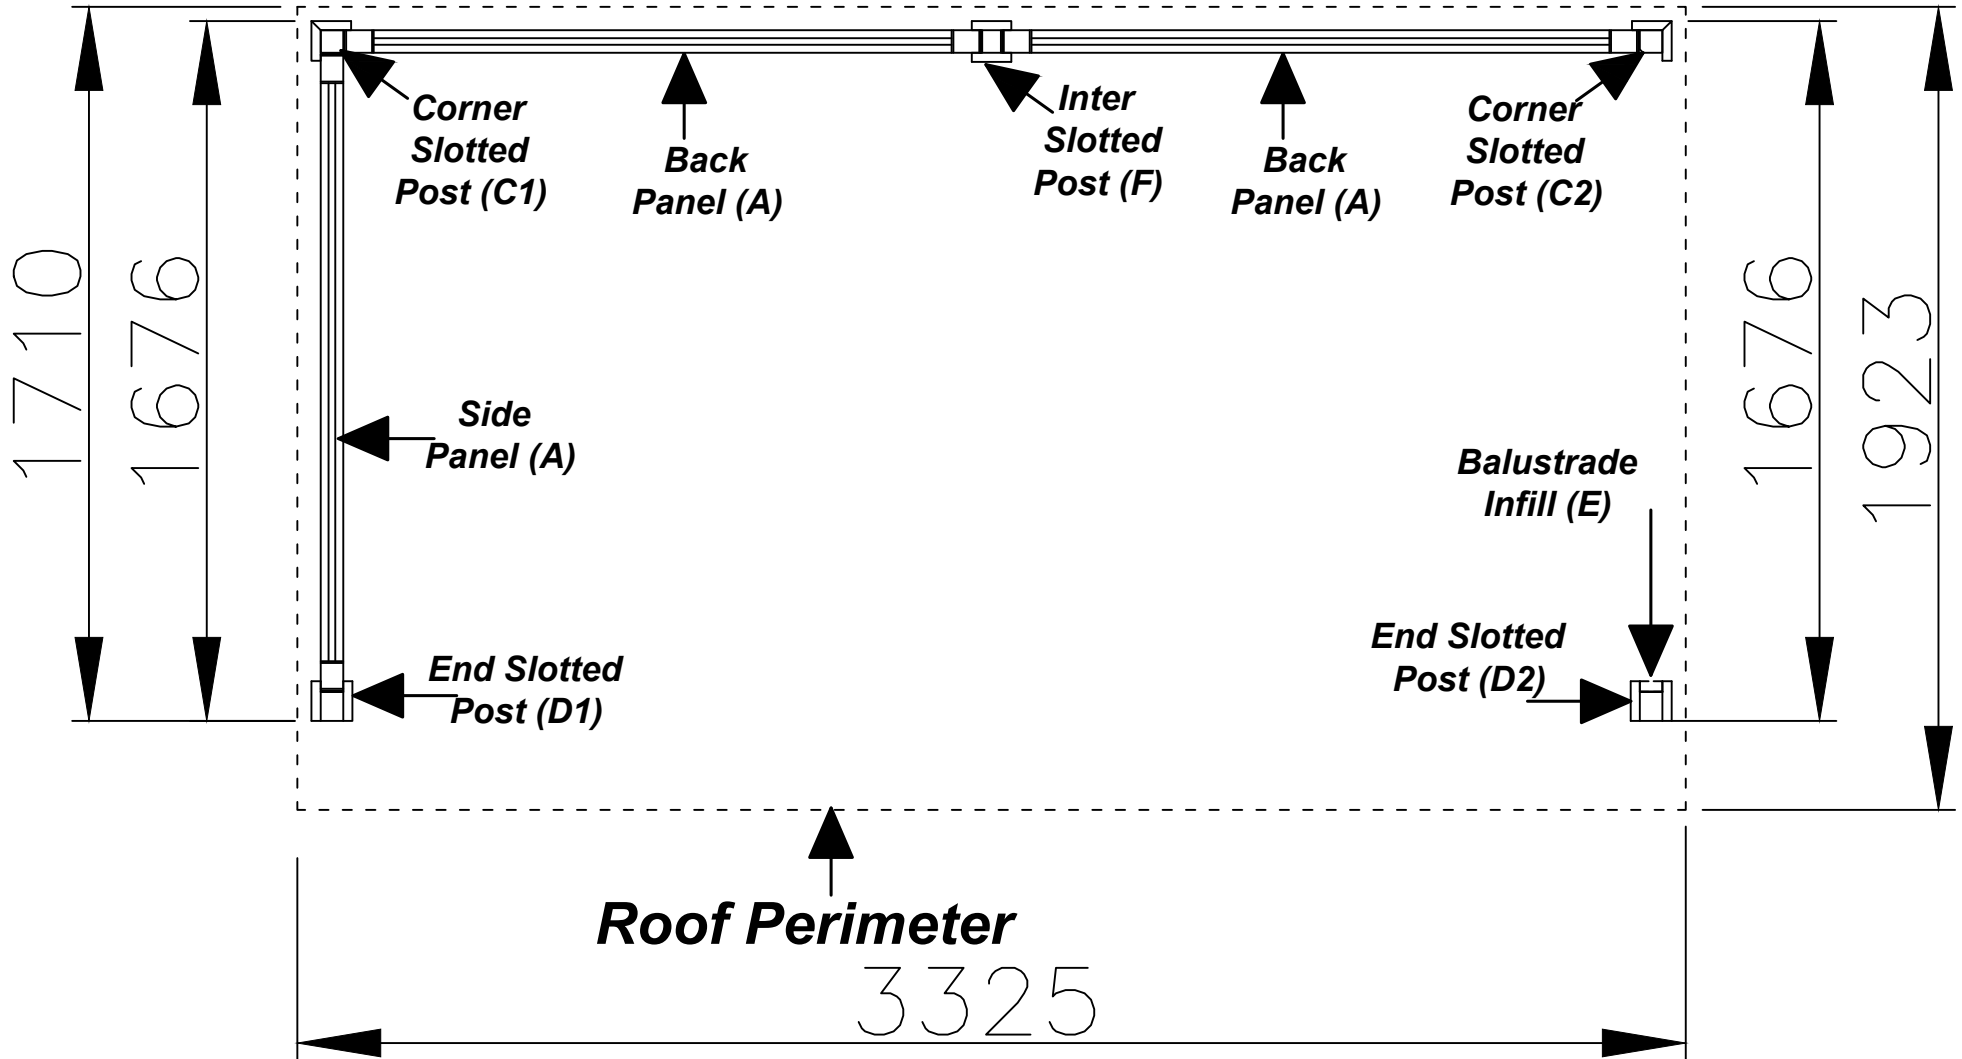 Corner
Slotted
Post (C1)
Back
Panel (A)
Inter
Slotted
Post (F)
Back
Panel (A)
Corner
Slotted
Post (C2)
1710
1676
Side
Panel (A)
1676
1923
Balustrade
Infill (E)
End Slotted
Post (D1)
End Slotted
Post (D2)
Roof Perimeter
3325